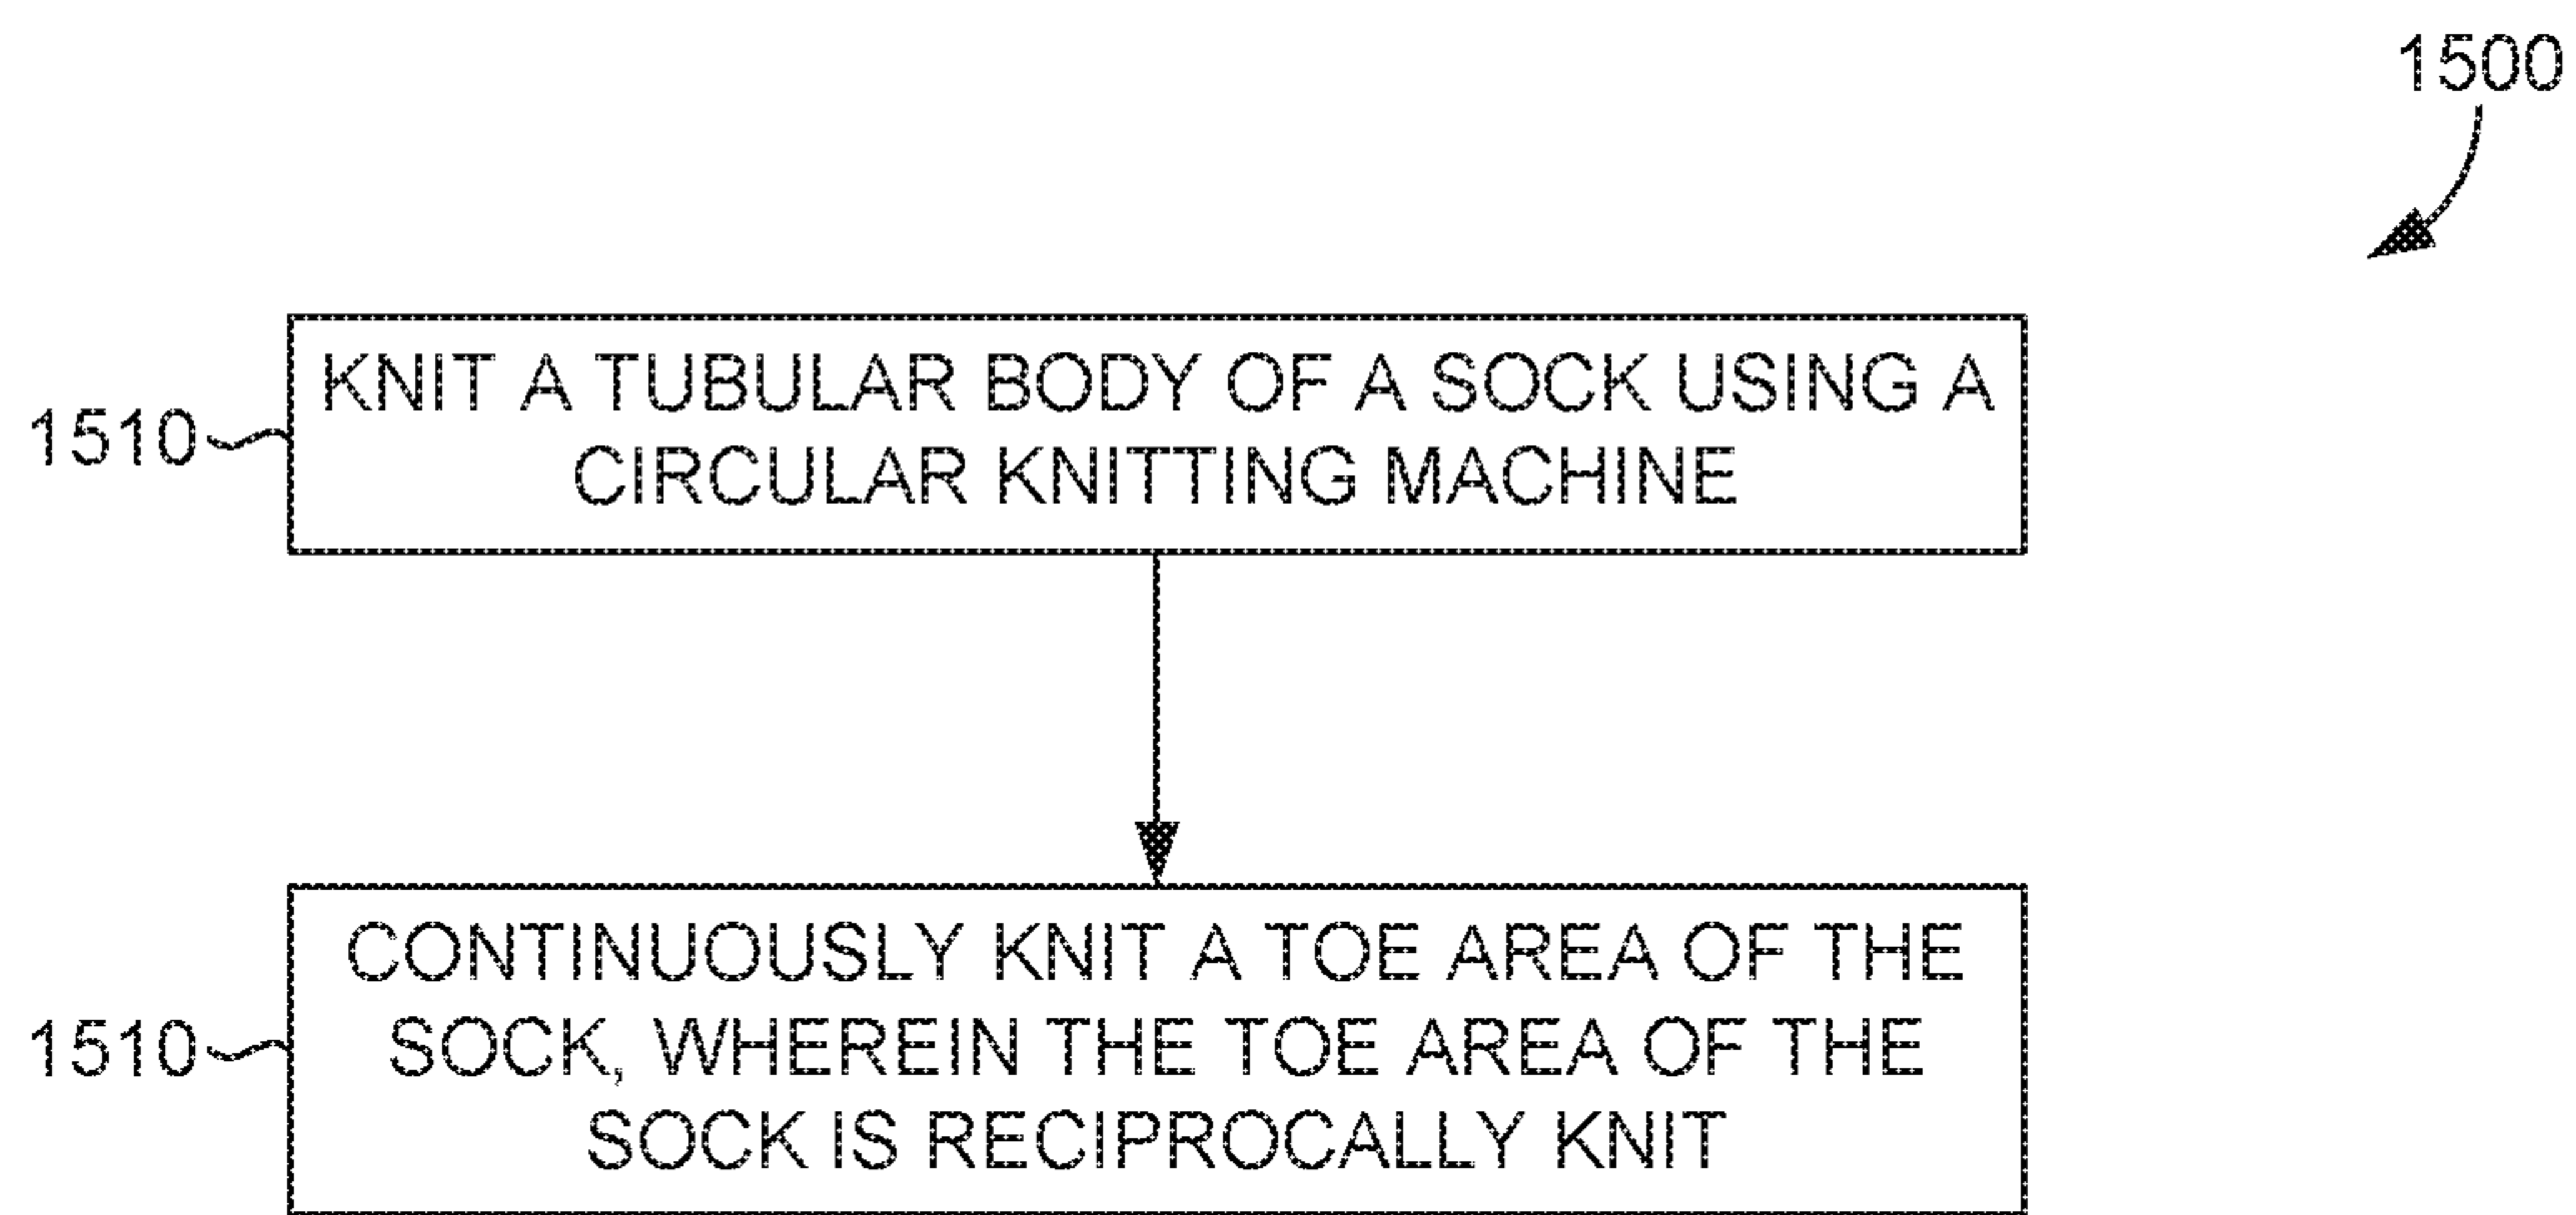 1500
KNIT A TUBULAR BODY OF A SOCK USING A
1510
CIRCULAR KNITTING MACHINE
CONTINUOUSLY KNIT A TOE AREA OF THE
1510
SOCK, WHEREIN THE TOE AREA OF THE
SOCK IS RECIPROCALLY KNIT